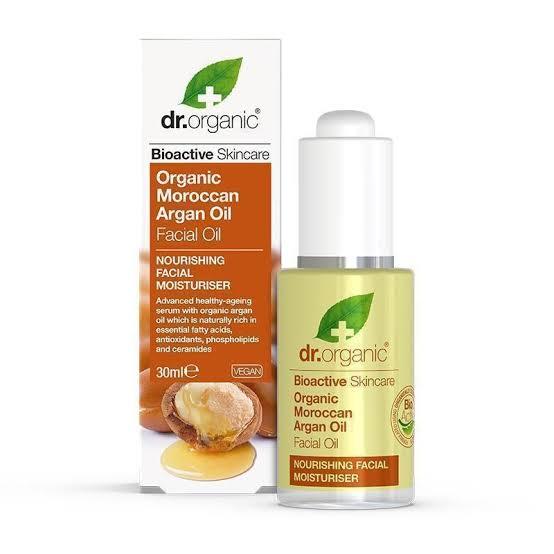 dr.organic®
Bioactive Skincare
Organic
Moroccan
Argan Oil
Facial Oil
NOURISHING
FACIAL
MOISTURISER
Advanced healthy-ageing
serum with organic argan
oil which is naturally rich in
essential fatty acids,
antioxidants, phospholipids
and ceramides
30ml℮
VEGAN
dr.organic®
Bioactive Skincare
Organic
Moroccan
Argan Oil
Facial Oil
Bio
NOURISHING FACIAL
MOISTURISER